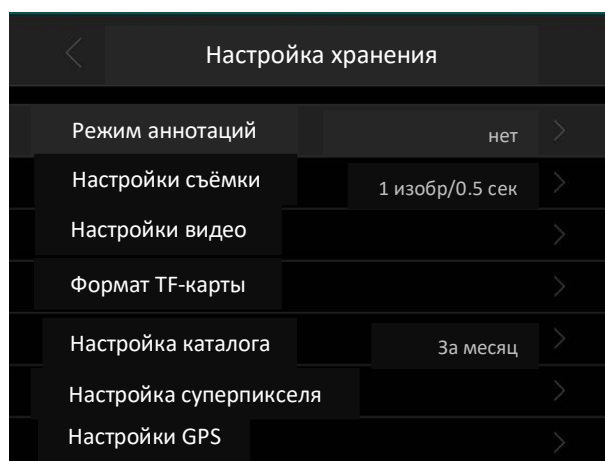 Настройка хранения
Режим аннотаций нет
Настройки съёмки 1 изобр/0.5 сек
Настройки видео
Формат TF-карты
Настройка каталога За месяц
Настройка суперпикселя
Настройки GPS